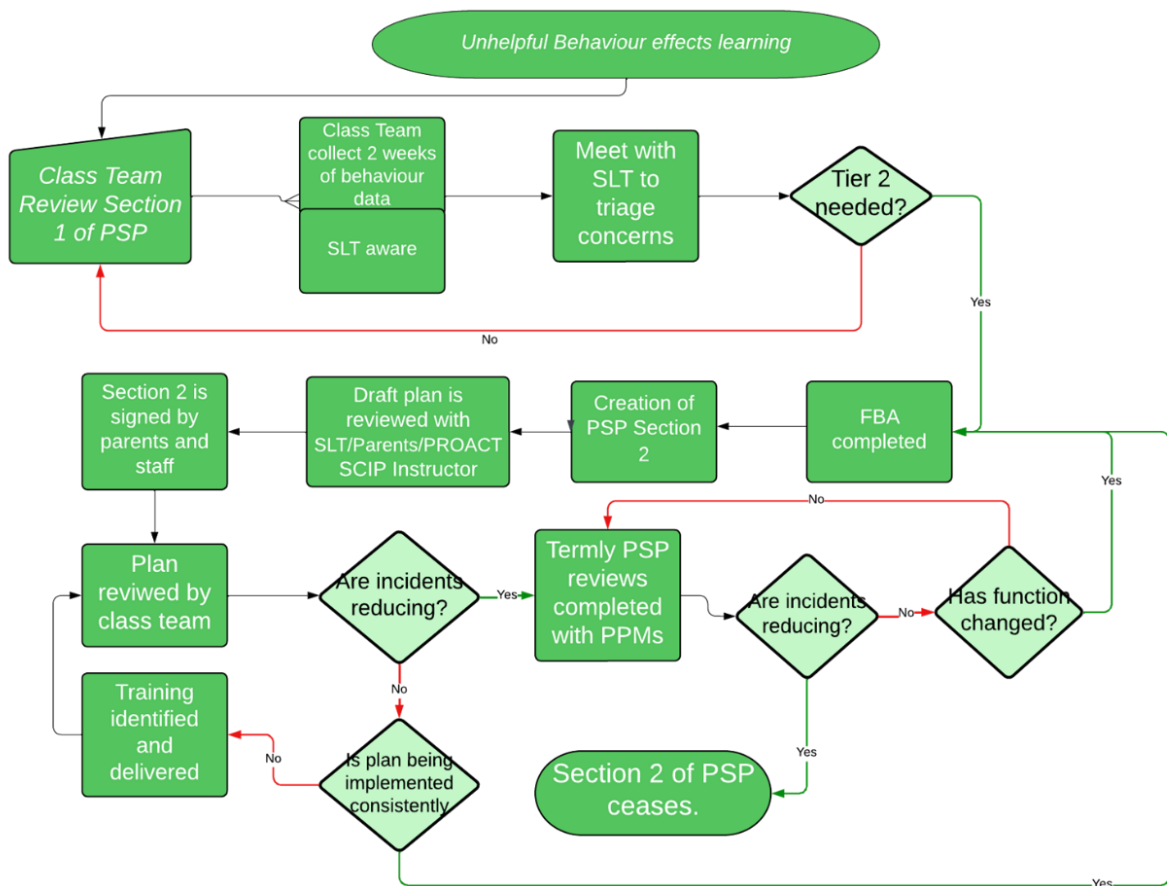 Unhelpful Behaviour effects learning
Class Team
Review Section
1 of PSP
Class Team
collect 2 weeks
of behaviour
data
SLT aware
Meet with
SLT to
triage
concerns
Tier 2
needed?
Yes
No
Section 2 is
signed by
parents and
staff
Draft plan is
reviewed with
SLT/Parents/PROACT
SCIP Instructor
Creation of
PSP Section
2
FBA
completed
Yes
No
Plan
reviwed by
class team
Are incidents
reducing?
Yes
Termly PSP
reviews
completed
with PPMs
Are incidents
reducing?
No
Has function
changed?
No
Training
identified
and
delivered
No
Is plan being
implemented
consistently
Yes
Section 2 of PSP
ceases.
Yes